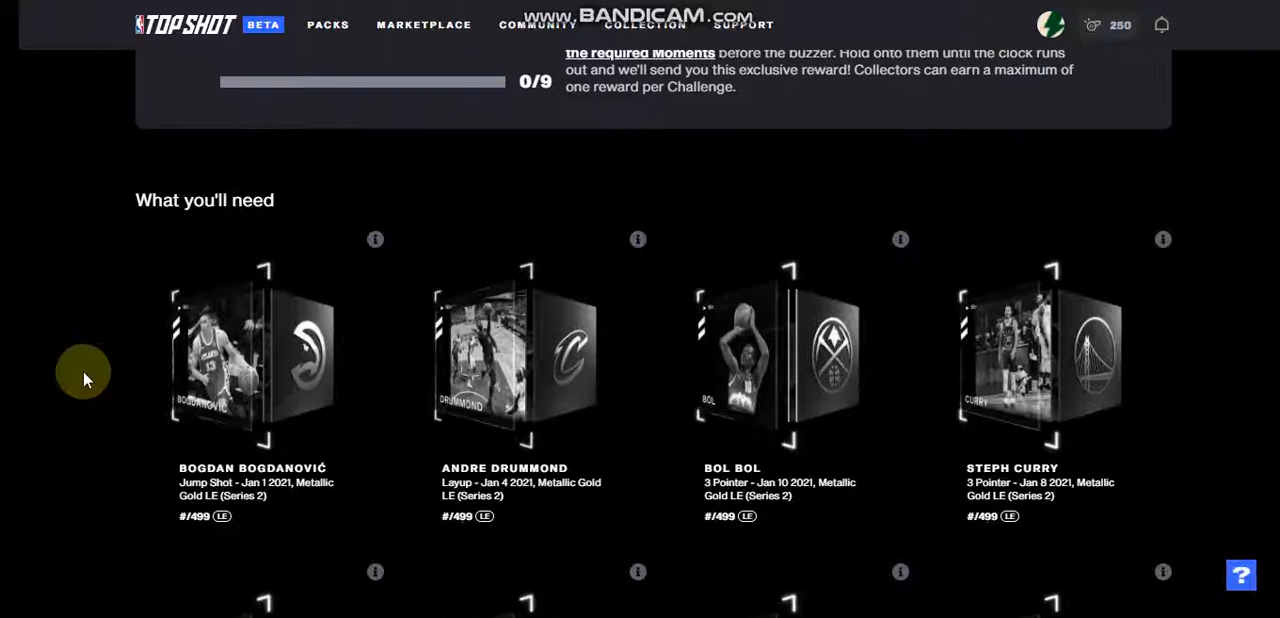 TOP SHOT BETA PACKS MARKETPLACE COMMUNITY COLLECTION SUPPORT 250
www.BANDICAM.com
the required Moments before the buzzer. Hold onto them until the clock runs
out and we'll send you this exclusive reward! Collectors can earn a maximum of
one reward per Challenge.
0/9
What you'll need
BOGDANOVIĆ
DRUMMOND
BOL
CURRY
BOGDAN BOGDANOVIĆ
Jump Shot - Jan 1 2021, Metallic
Gold LE (Series 2)
#/499 LE
ANDRE DRUMMOND
Layup - Jan 4 2021, Metallic Gold
LE (Series 2)
#/499 LE
BOL BOL
3 Pointer - Jan 10 2021, Metallic
Gold LE (Series 2)
#/499 LE
STEPH CURRY
3 Pointer - Jan 8 2021, Metallic
Gold LE (Series 2)
#/499 LE
?